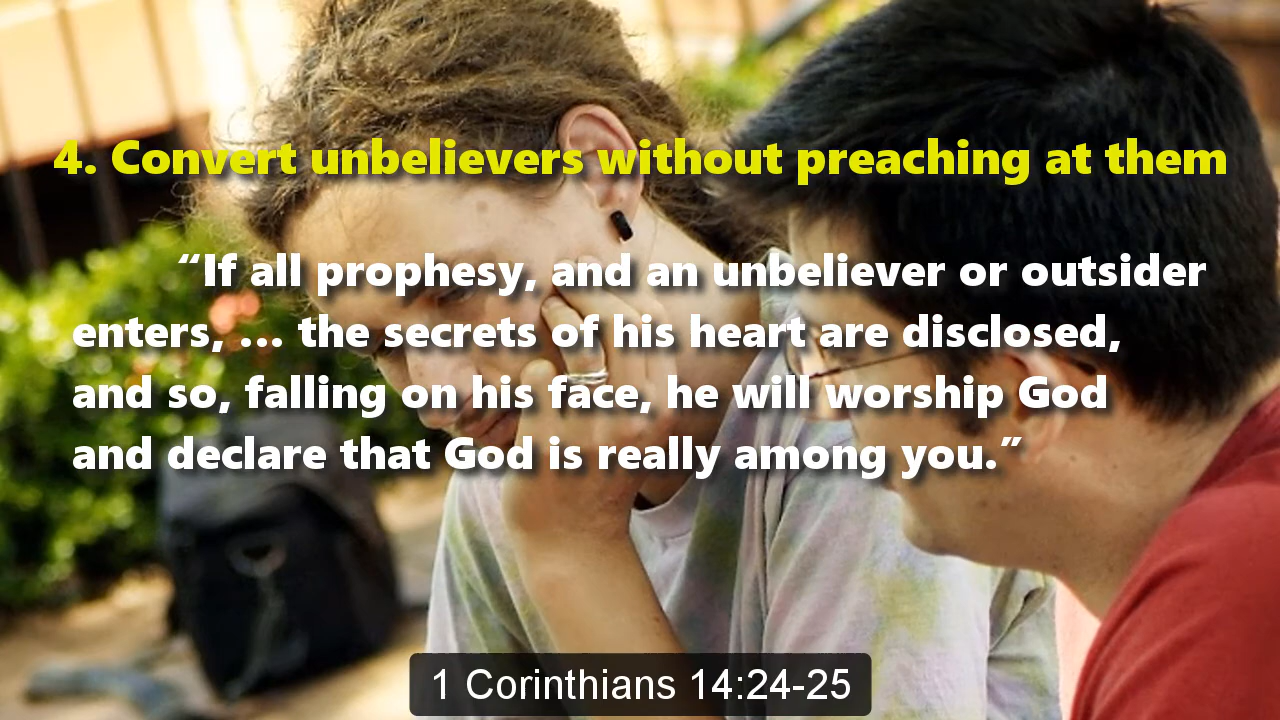 4. Convert unbelievers without preaching at them
“If all prophesy, and an unbeliever or outsider
enters, … the secrets of his heart are disclosed,
and so, falling on his face, he will worship God
and declare that God is really among you.”
1 Corinthians 14:24-25